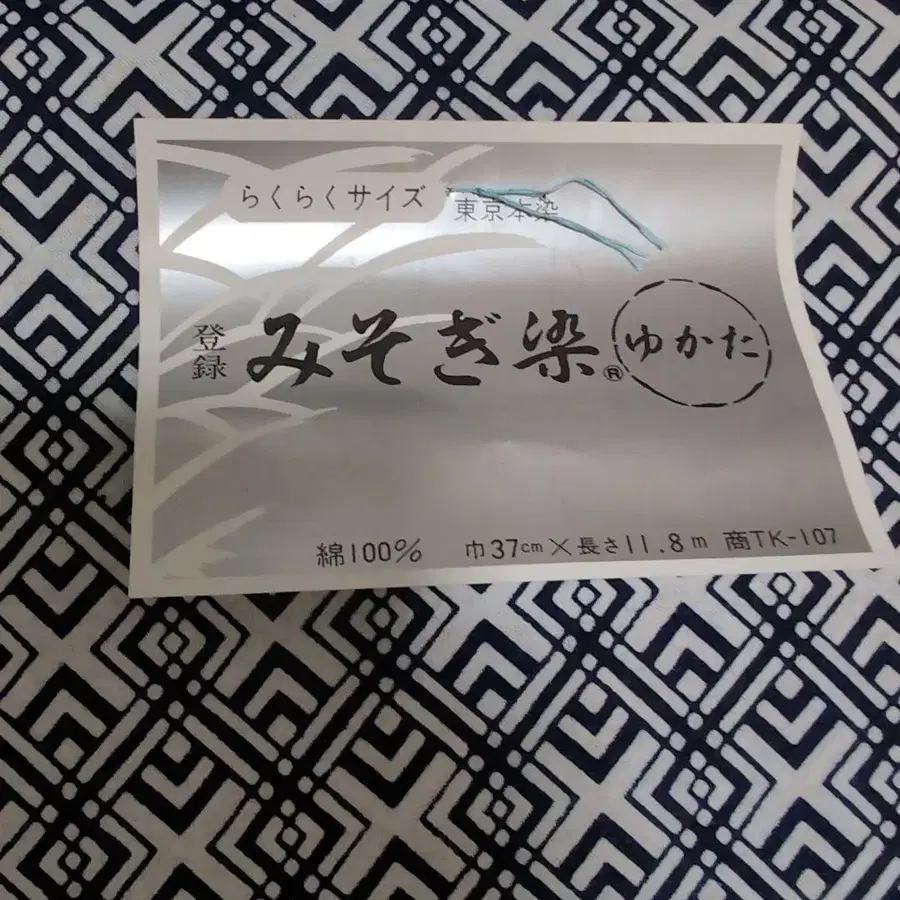 らくらくサイズ 東京本染
登録 みそぎ染® ゆかた
綿100% 巾37cm×長さ11.8m 商TK-107